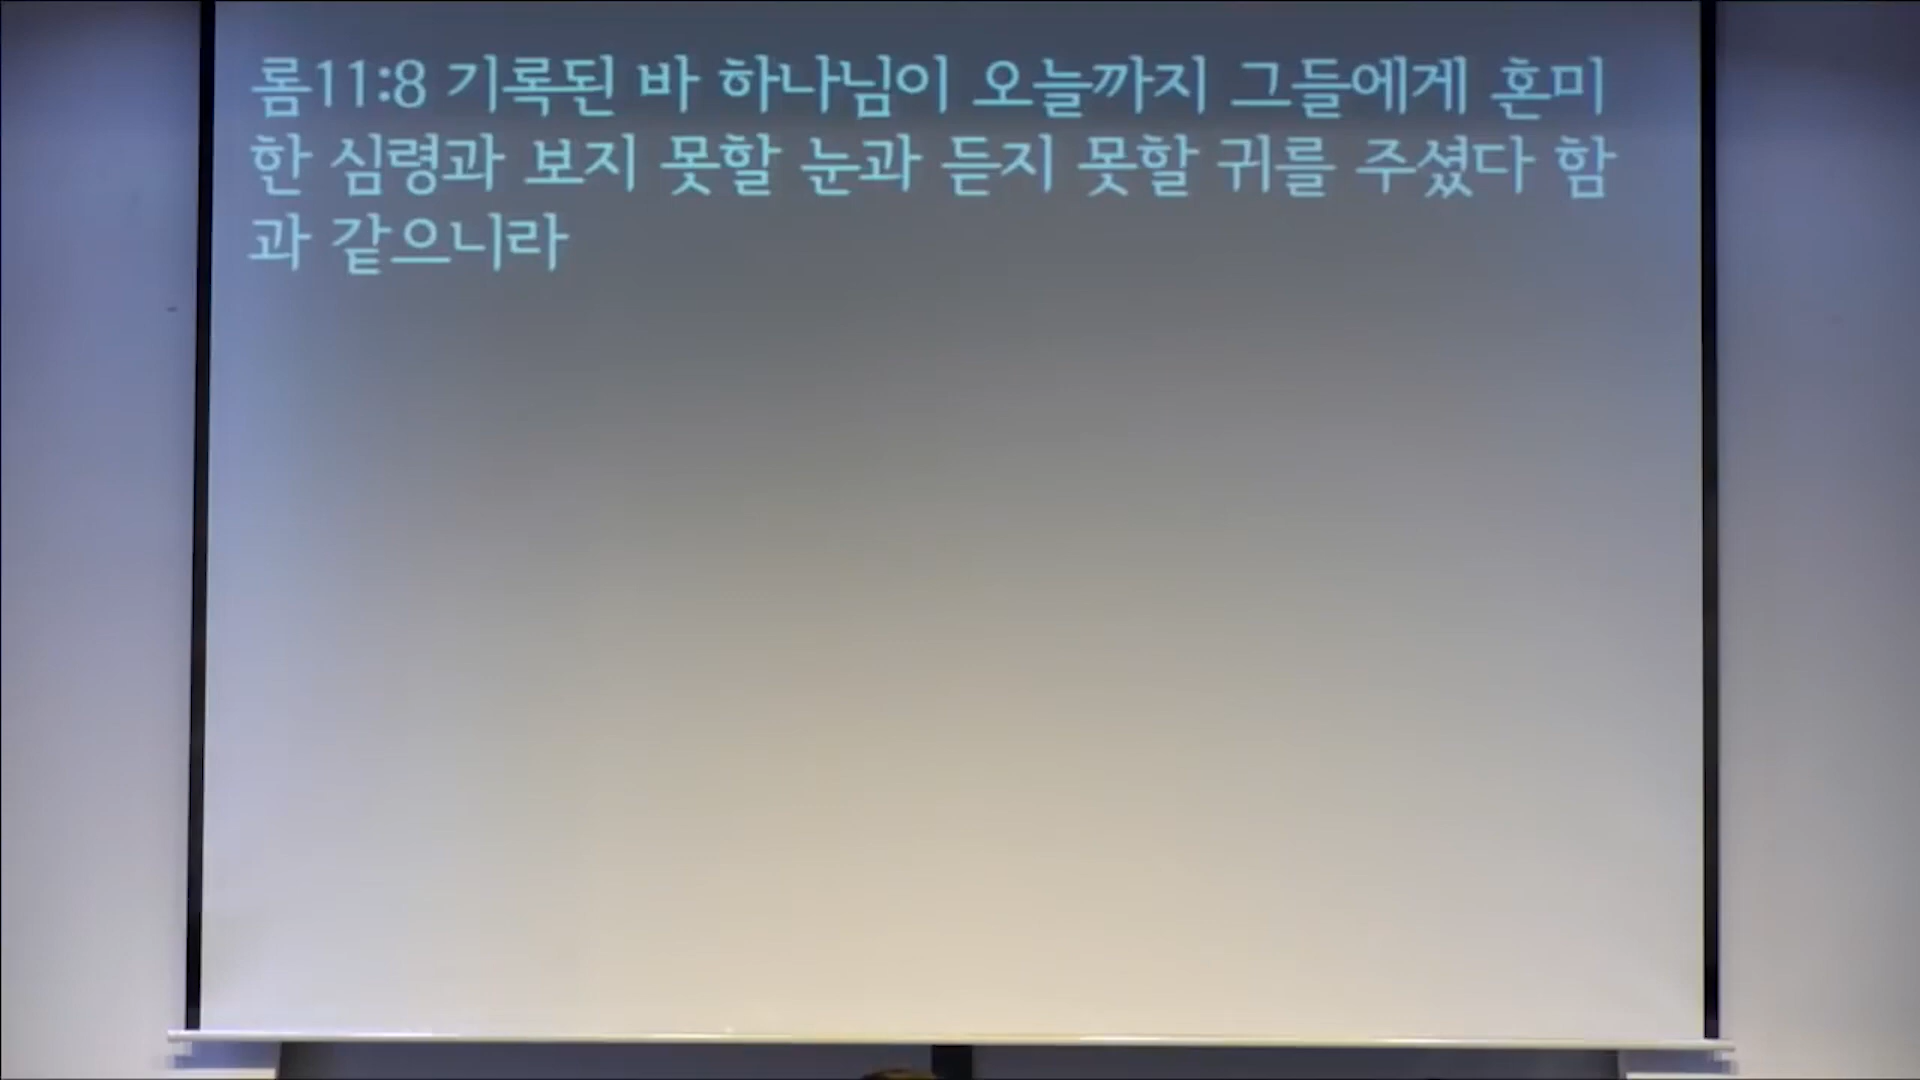 롬11:8 기록된 바 하나님이 오늘까지 그들에게 혼미
한 심령과 보지 못할 눈과 듣지 못할 귀를 주셨다 함
과 같으니라